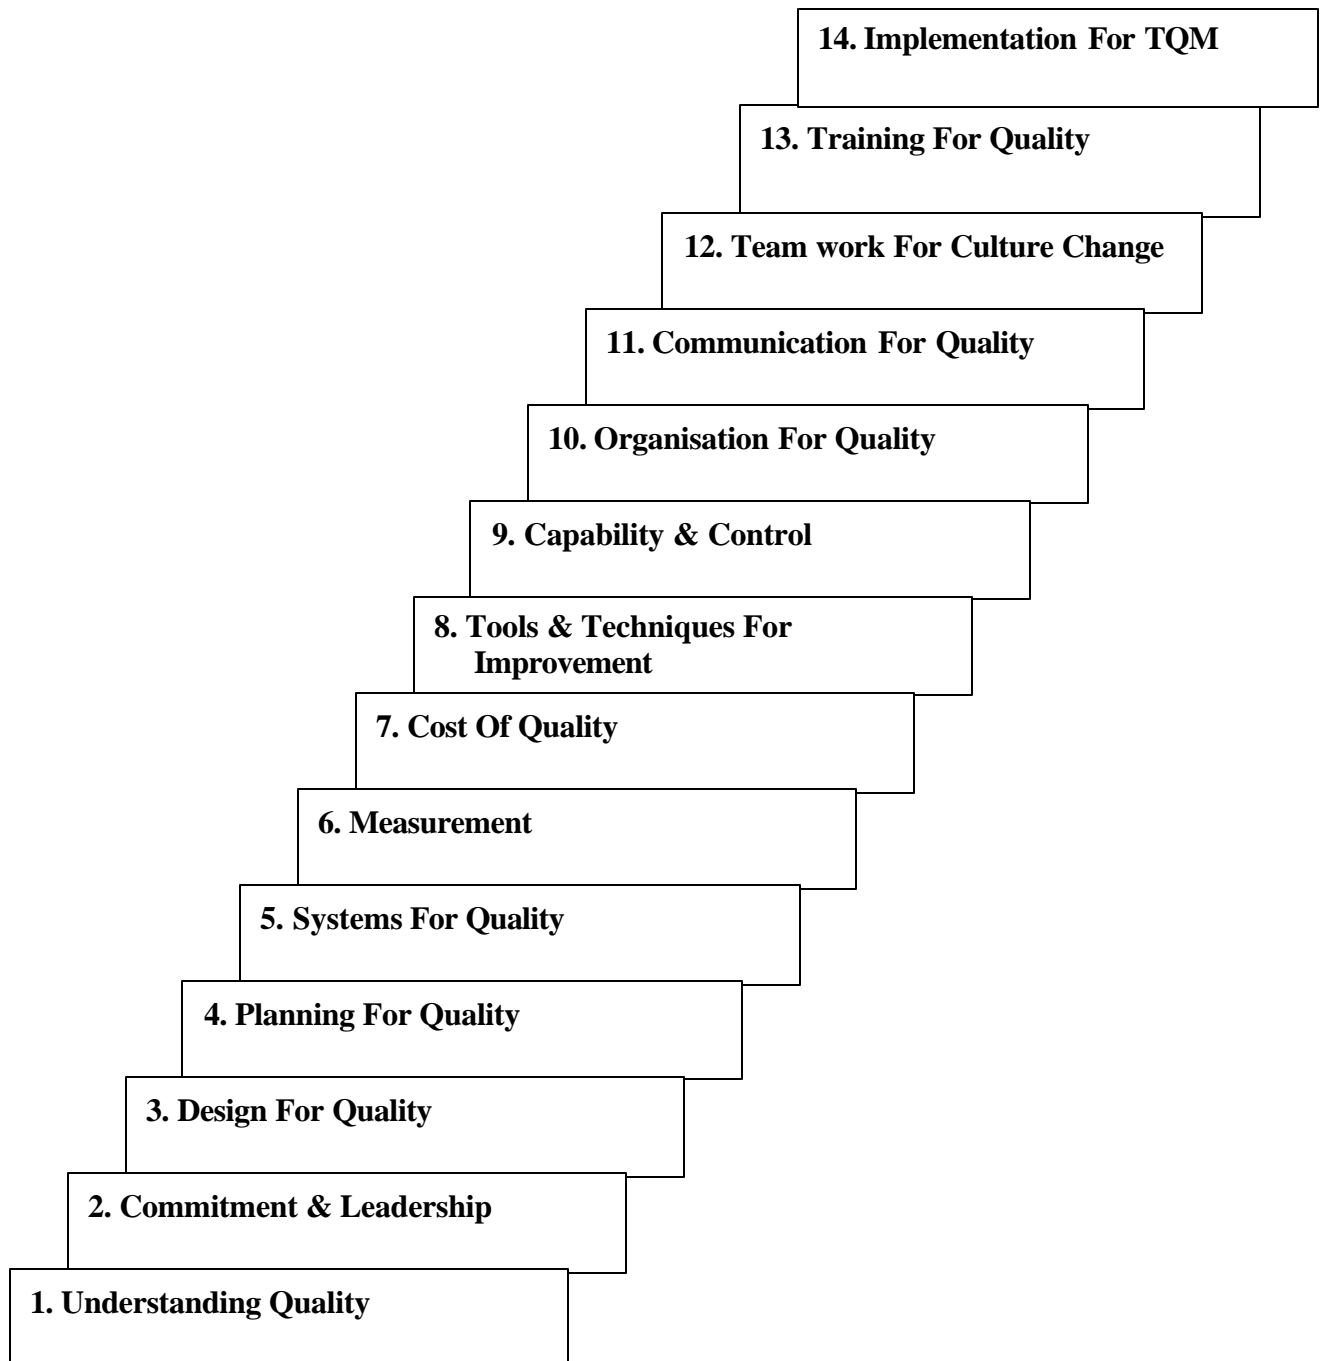 14. Implementation For TQM
13. Training For Quality
12. Team work For Culture Change
11. Communication For Quality
10. Organisation For Quality
9. Capability & Control
8. Tools & Techniques For
Improvement
7. Cost Of Quality
6. Measurement
5. Systems For Quality
4. Planning For Quality
3. Design For Quality
2. Commitment & Leadership
1. Understanding Quality